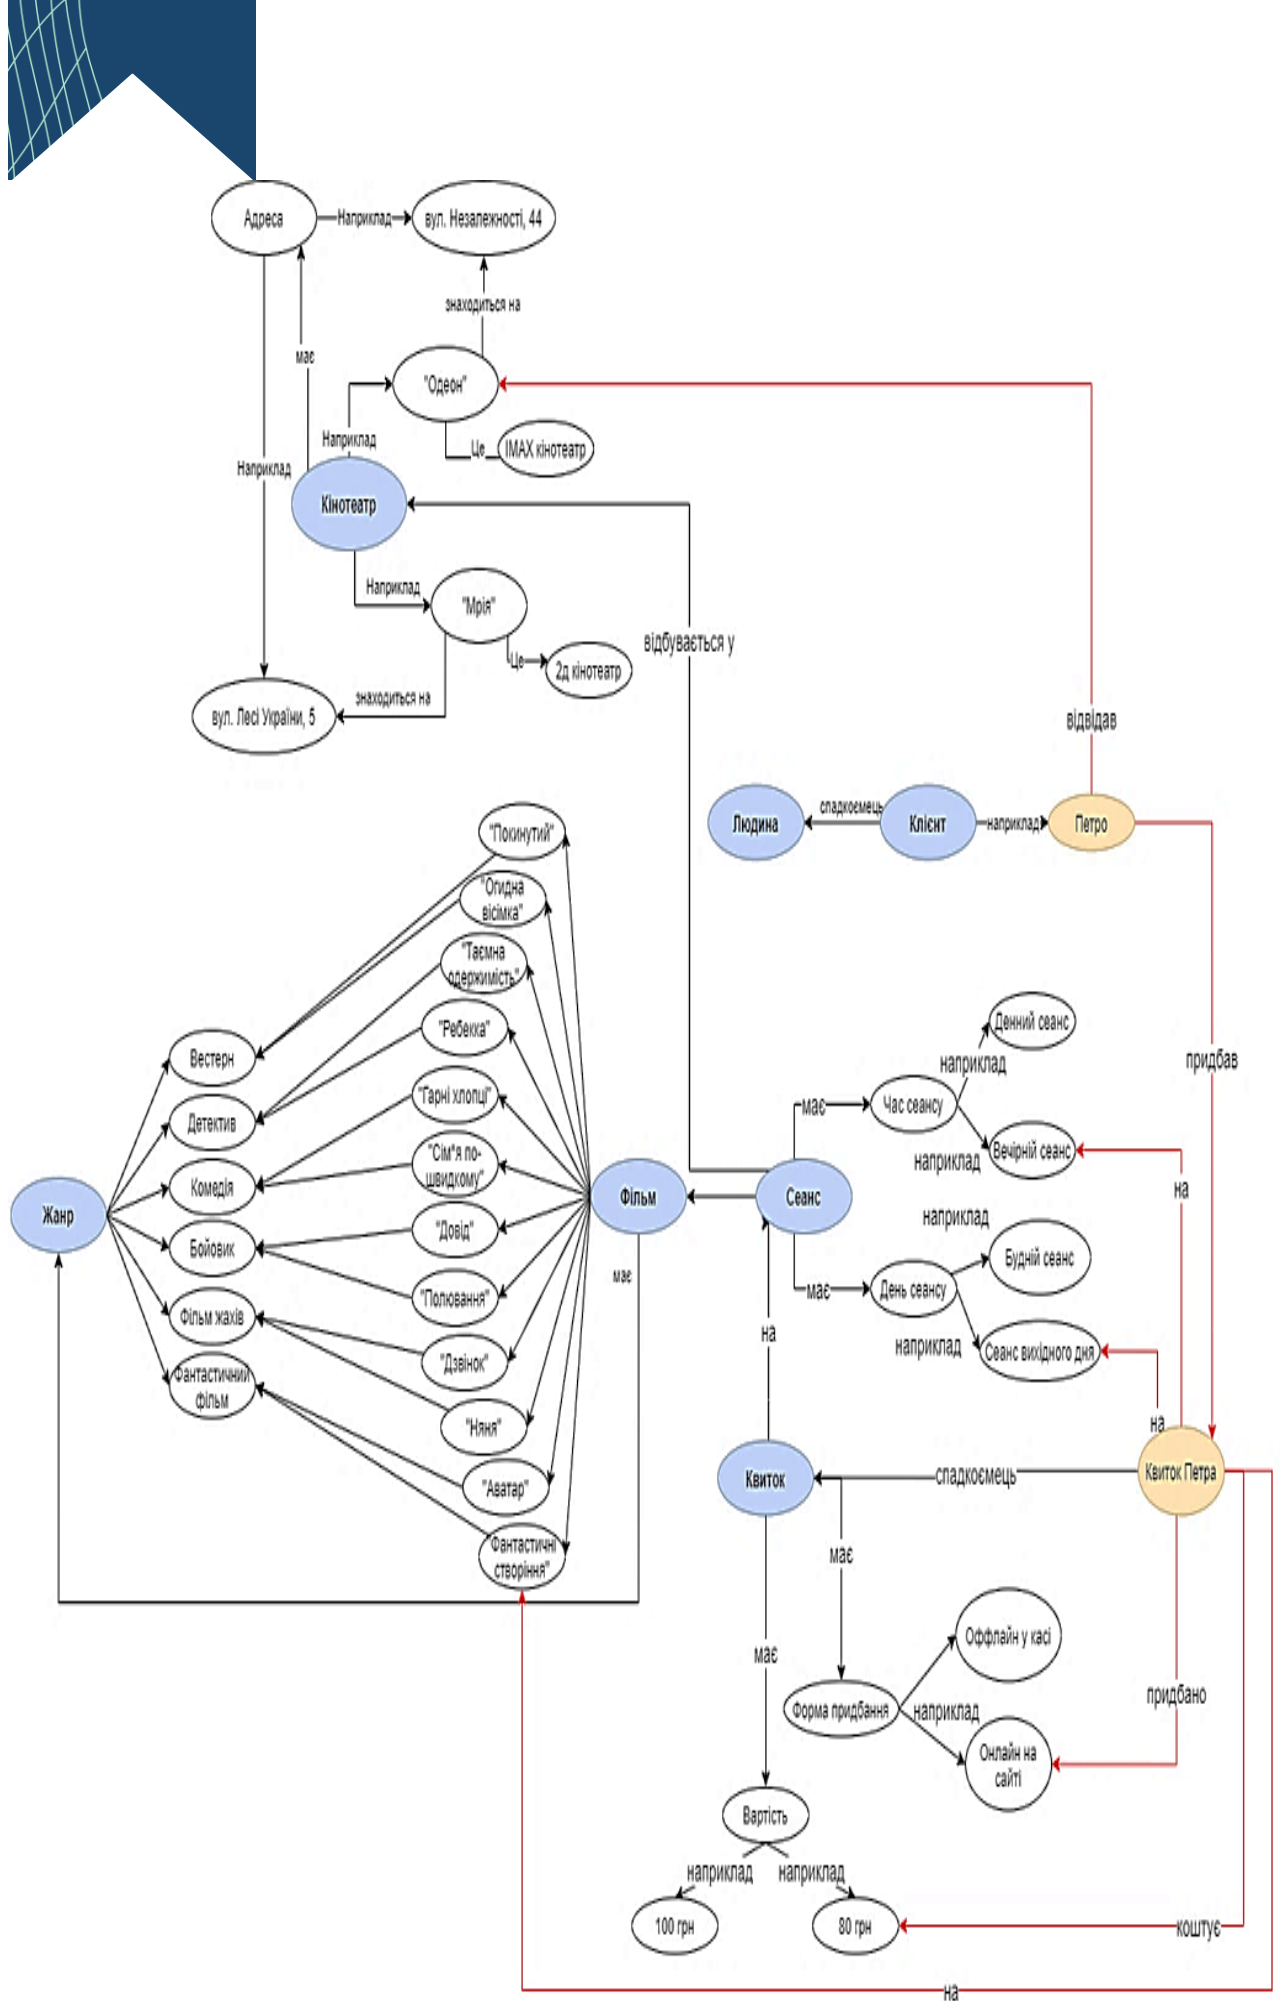 Адреса
Наприклад
вул. Незалежності, 44
знаходиться на
має
"Одеон"
Наприклад
Це
IMAX кінотеатр
Наприклад
Кінотеатр
Наприклад
"Мрія"
відбувається у
Це
2д кінотеатр
знаходиться на
вул. Лесі України, 5
відвідав
Людина
спадкоємець
Клієнт
наприклад
Петро
"Покинутий"
"Огидна
вісімка"
"Таємна
одержимість"
"Ребекка"
Вестерн
"Гарні хлопці"
Детектив
"Сім"я по-
швидкому"
Комедія
Жанр
"Довід"
Бойовик
"Полювання"
Фільм жахів
"Дзвінок"
Фантастичний
фільм
"Няня"
"Аватар"
"Фантастичні
створіння"
Фільм
має
Сеанс
Денний сеанс
наприклад
придбав
має
Час сеансу
Вечірній сеанс
наприклад
на
наприклад
Будній сеанс
має
День сеансу
на
наприклад
Сеанс вихідного дня
на
Квиток
спадкоємець
Квиток Петра
має
має
Оффлайн у касі
Форма придбання
наприклад
придбано
Онлайн на
сайті
Вартість
наприклад
наприклад
100 грн
80 грн
коштує
на